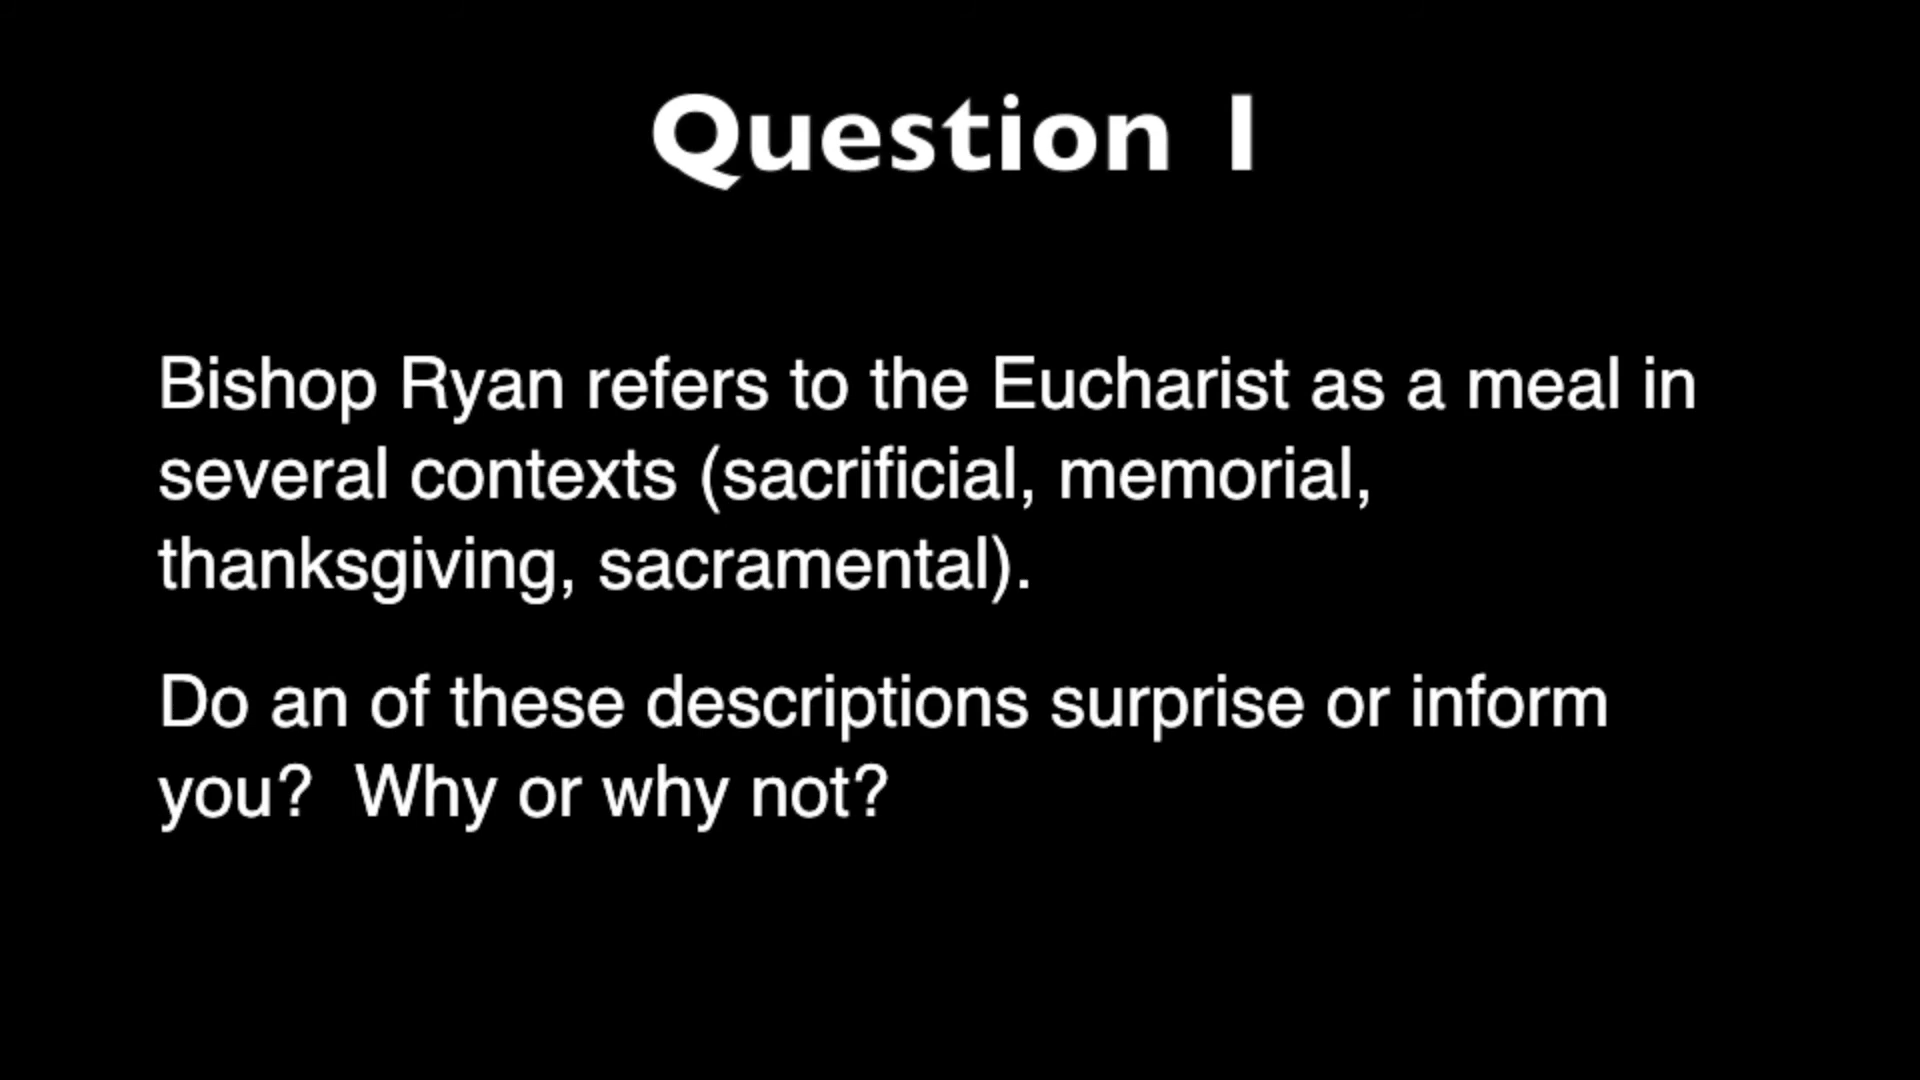 Question 1
Bishop Ryan refers to the Eucharist as a meal in
several contexts (sacrificial, memorial,
thanksgiving, sacramental).
Do an of these descriptions surprise or inform
you?  Why or why not?